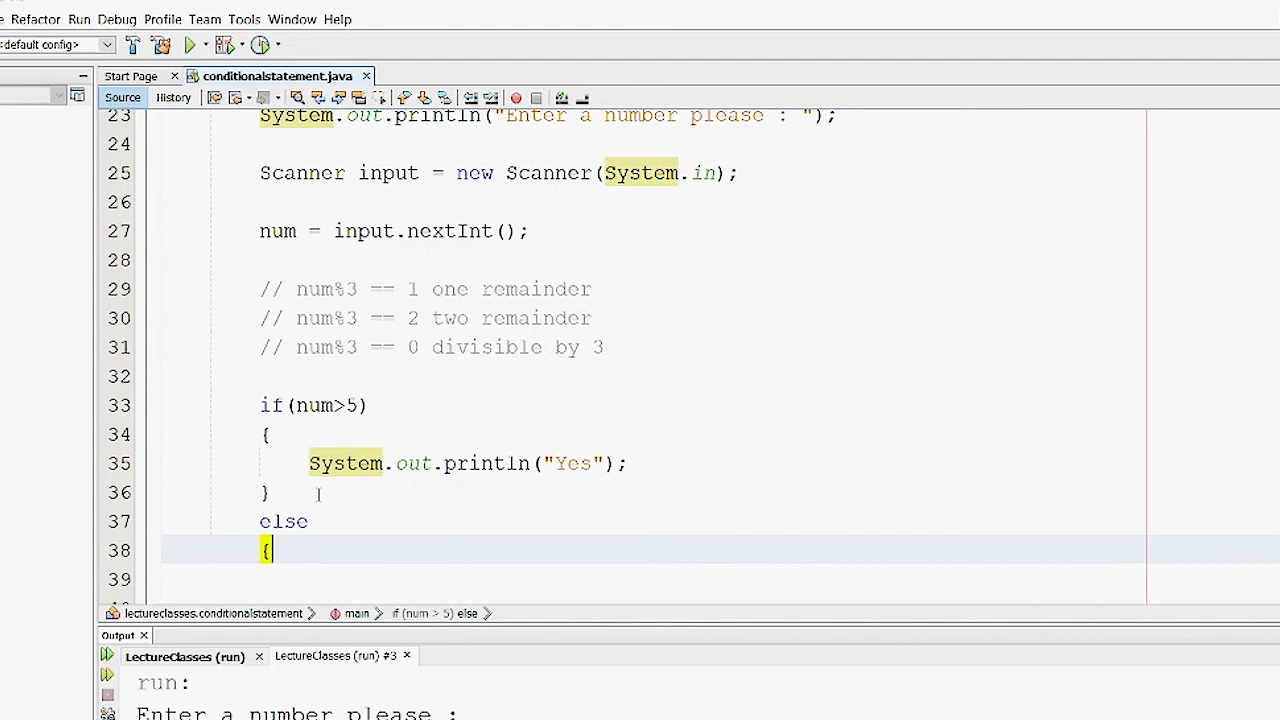 Refactor Run Debug Profile Team Tools Window Help
<default config>
Start Page conditionalstatement.java
Source History
23 System.out.println("Enter a number please : ");
24
25 Scanner input = new Scanner(System.in);
26
27 num = input.nextInt();
28
29 // num%3 == 1 one remainder
30 // num%3 == 2 two remainder
31 // num%3 == 0 divisible by 3
32
33 if(num>5)
34 {
35 System.out.println("Yes");
36 }
37 else
38 {
39
lectureclasses.conditionalstatement main if (num > 5) else
Output
LectureClasses (run) LectureClasses (run) #3
run:
Enter a number please :